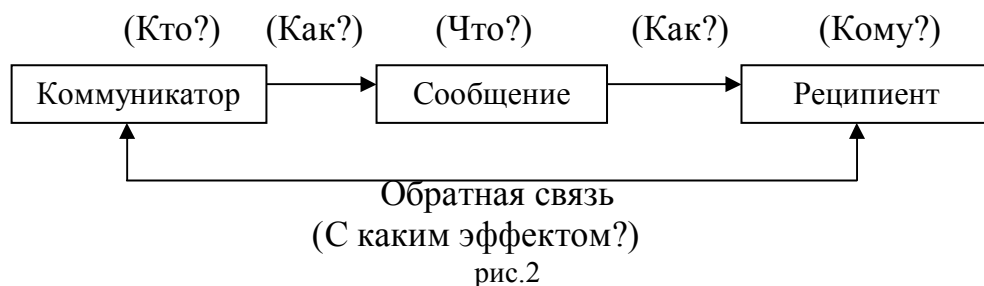 (Кто?) (Как?) (Что?) (Как?) (Кому?)
Коммуникатор Сообщение Реципиент
Обратная связь
(С каким эффектом?)
рис.2